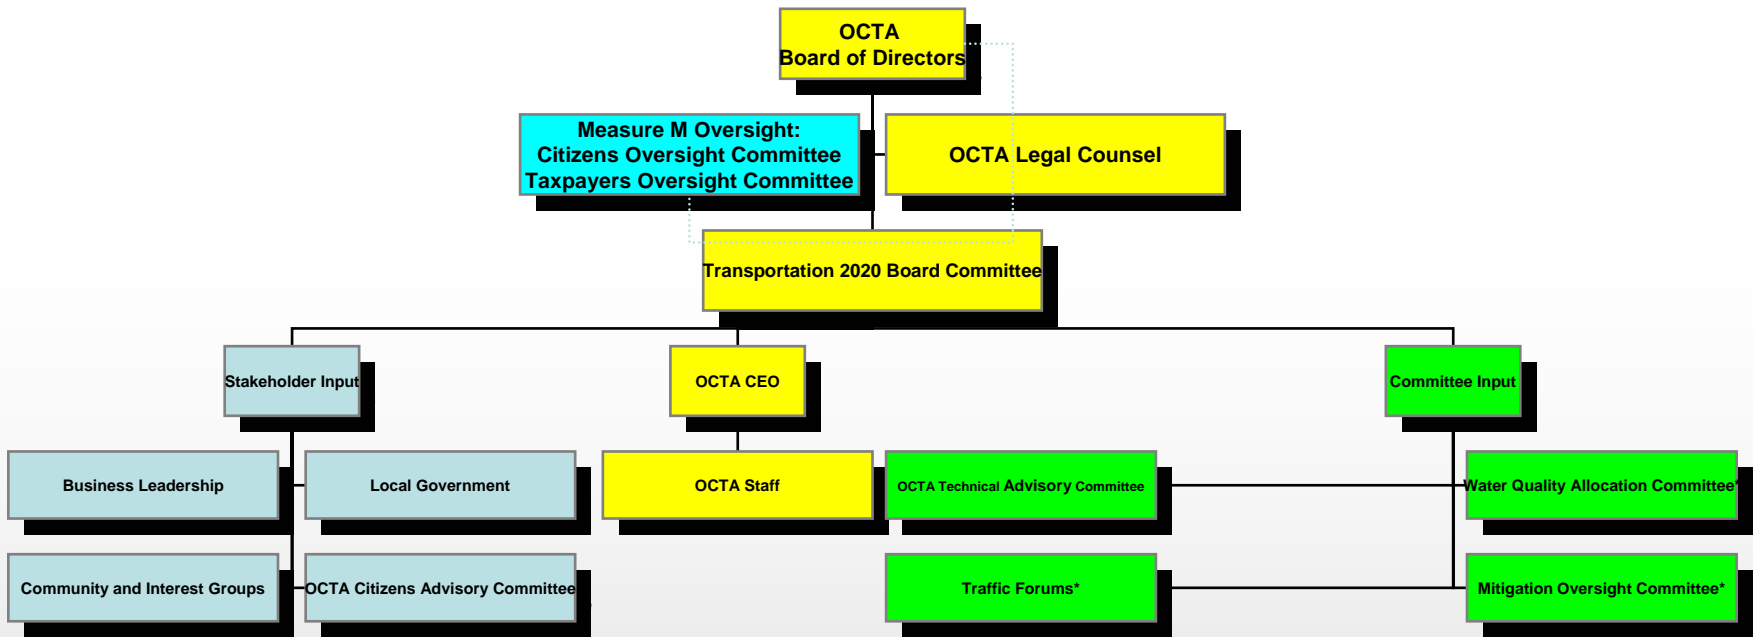 OCTA
Board of Directors
Measure M Oversight:
Citizens Oversight Committee
Taxpayers Oversight Committee
OCTA Legal Counsel
Transportation 2020 Board Committee
Stakeholder Input
OCTA CEO
Committee Input
Business Leadership
Local Government
OCTA Staff
OCTA Technical Advisory Committee
Water Quality Allocation Committee*
Community and Interest Groups
OCTA Citizens Advisory Committee
Traffic Forums*
Mitigation Oversight Committee*